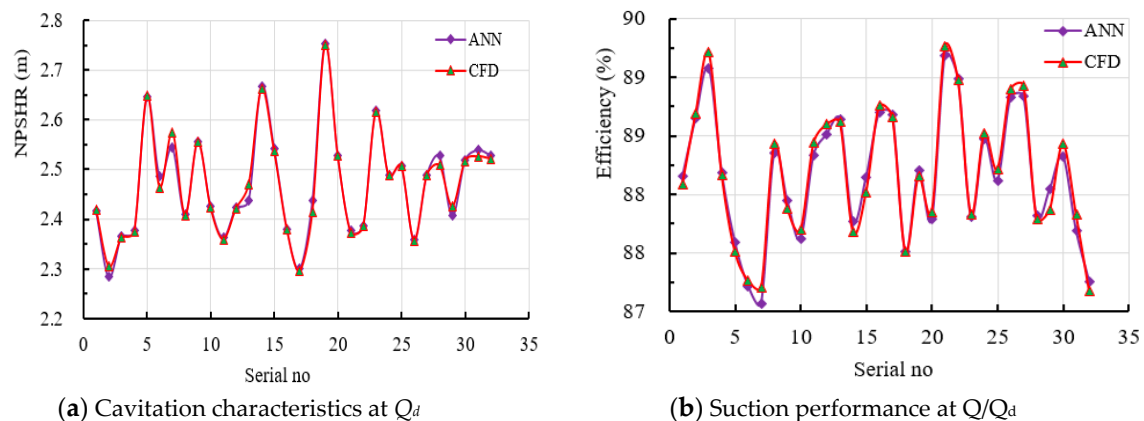 NPSHR (m)
2.8
2.7
2.6
2.5
2.4
2.3
2.2
0 5 10 15 20 25 30 35
Serial no
ANN
CFD
(a) Cavitation characteristics at Qd
Efficiency (%)
90
89
89
88
88
87
0 5 10 15 20 25 30 35
Serial no
ANN
CFD
(b) Suction performance at Q/Qd